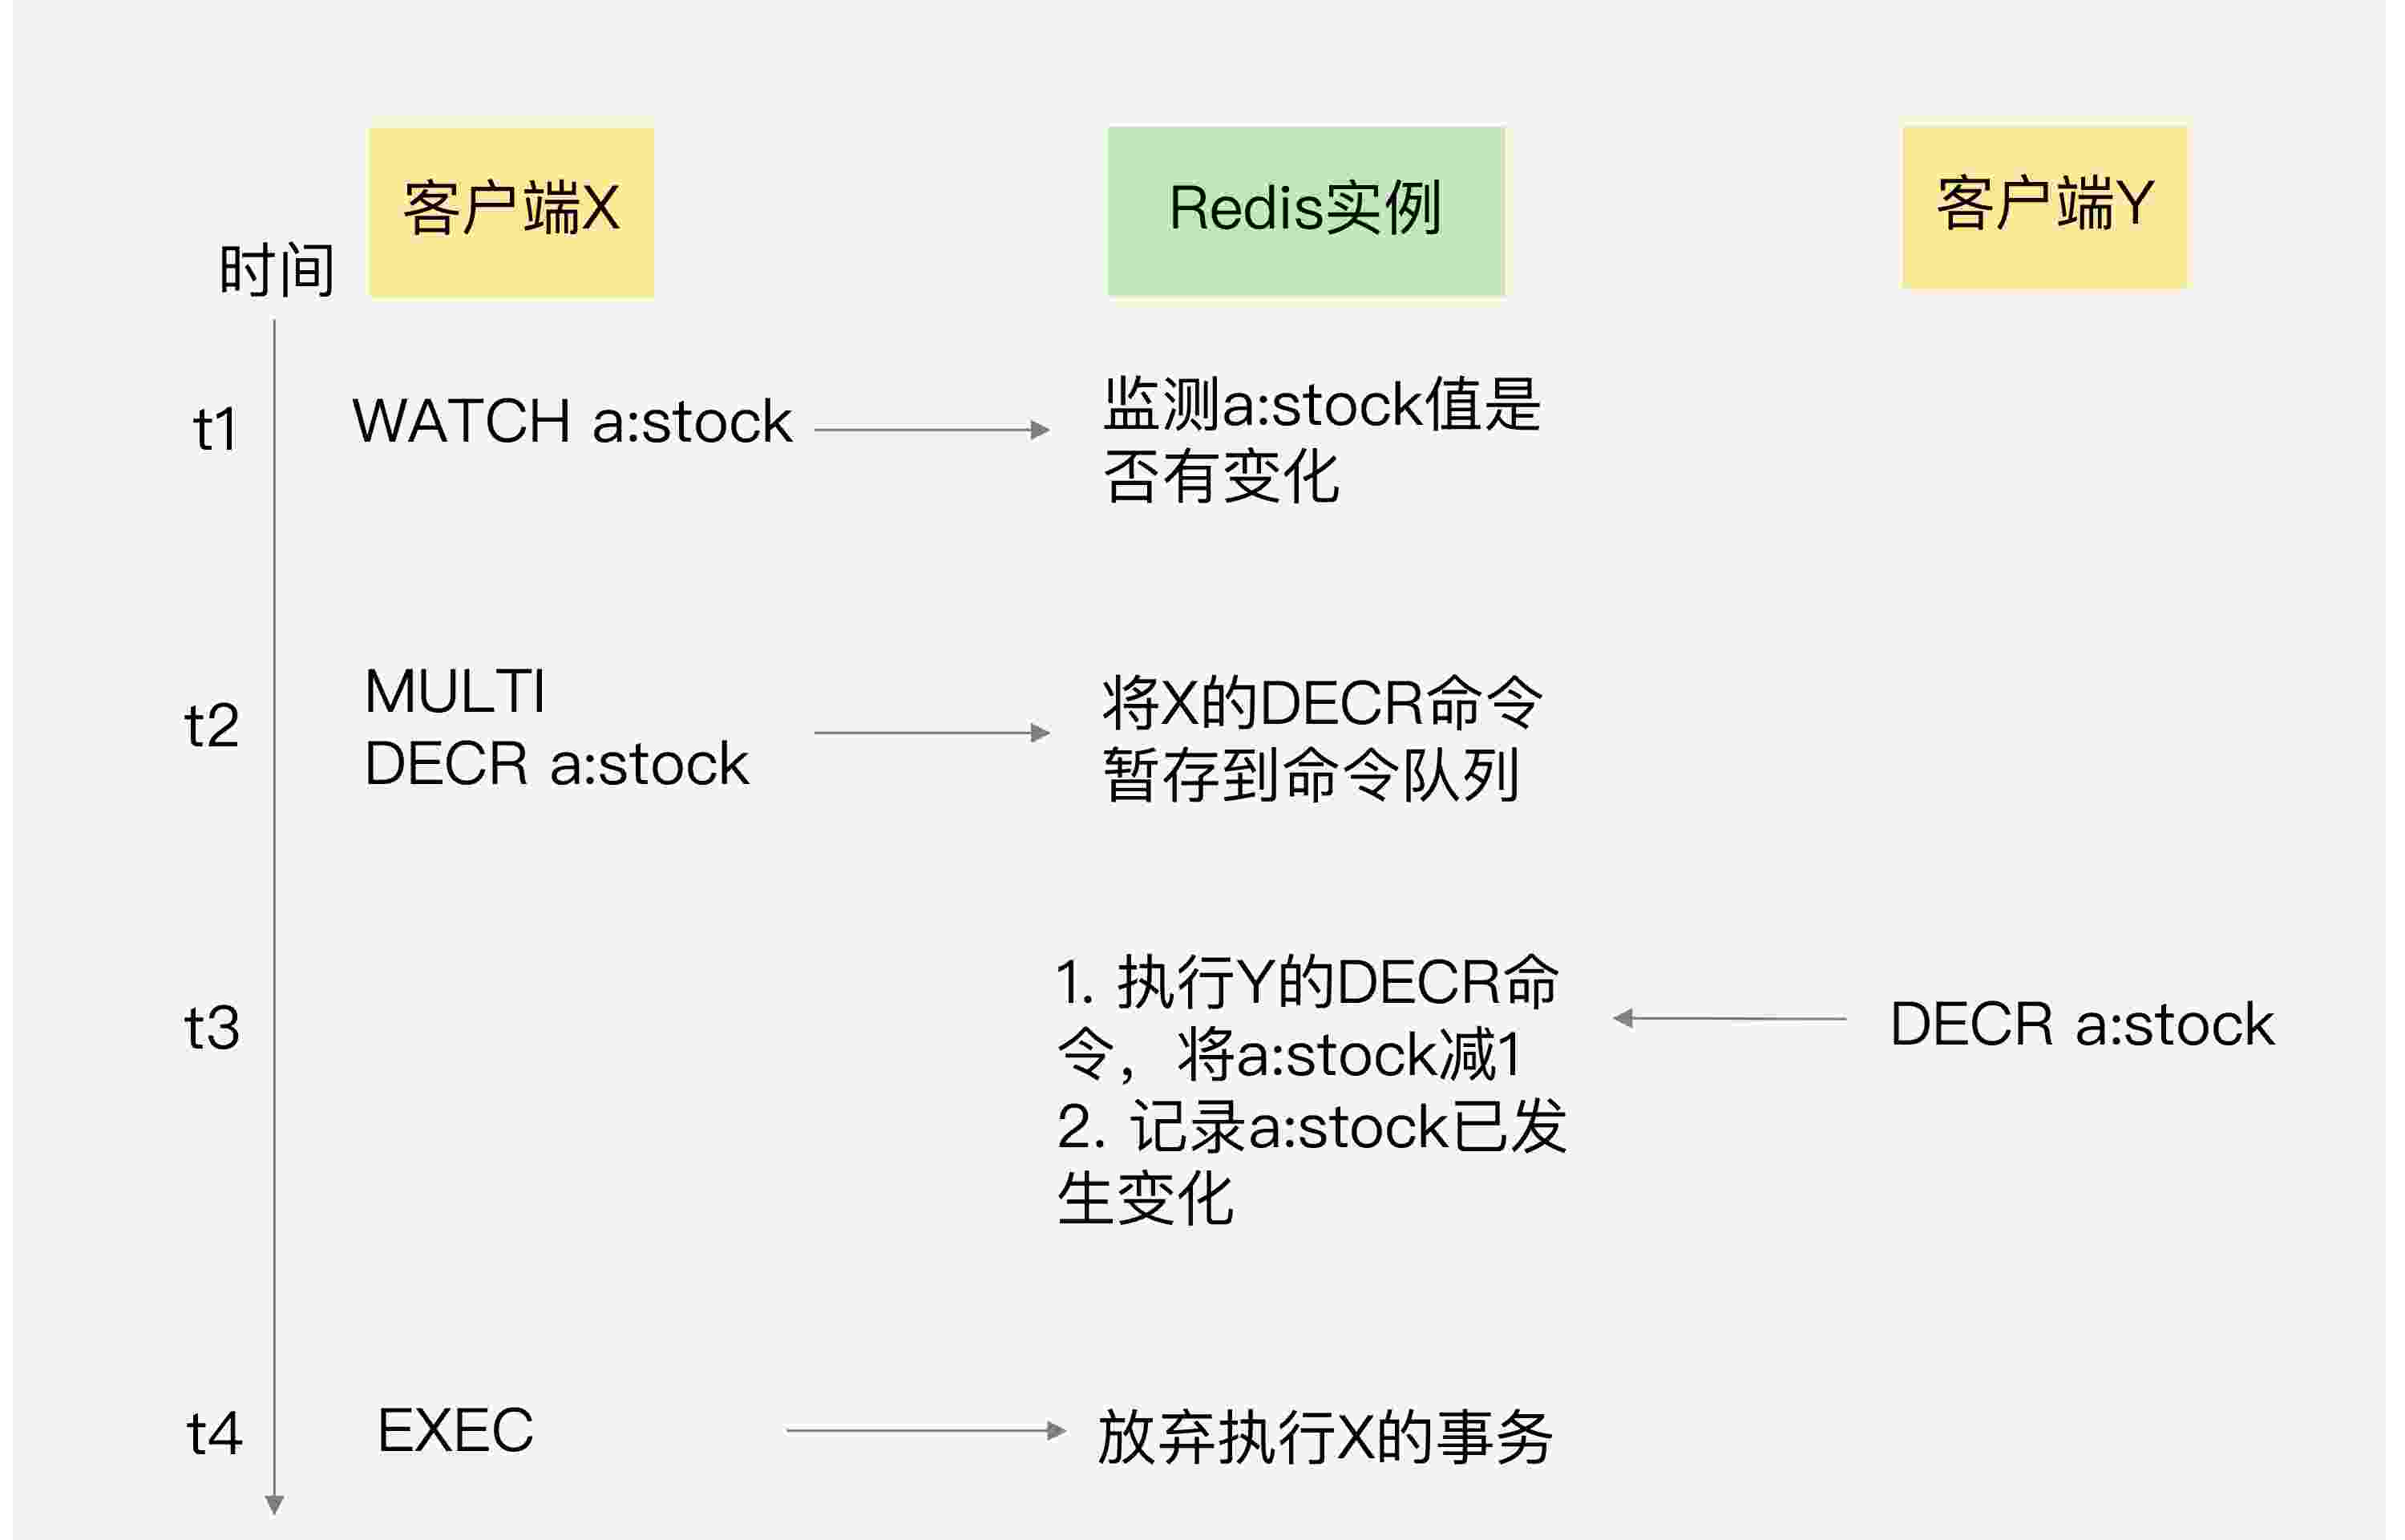 客户端X
Redis实例
客户端Y
时间
t1
WATCH a:stock
监测a:stock值是
否有变化
t2
MULTI
DECR a:stock
将X的DECR命令
暂存到命令队列
t3
1. 执行Y的DECR命
令，将a:stock减1
2. 记录a:stock已发
生变化
DECR a:stock
t4
EXEC
放弃执行X的事务